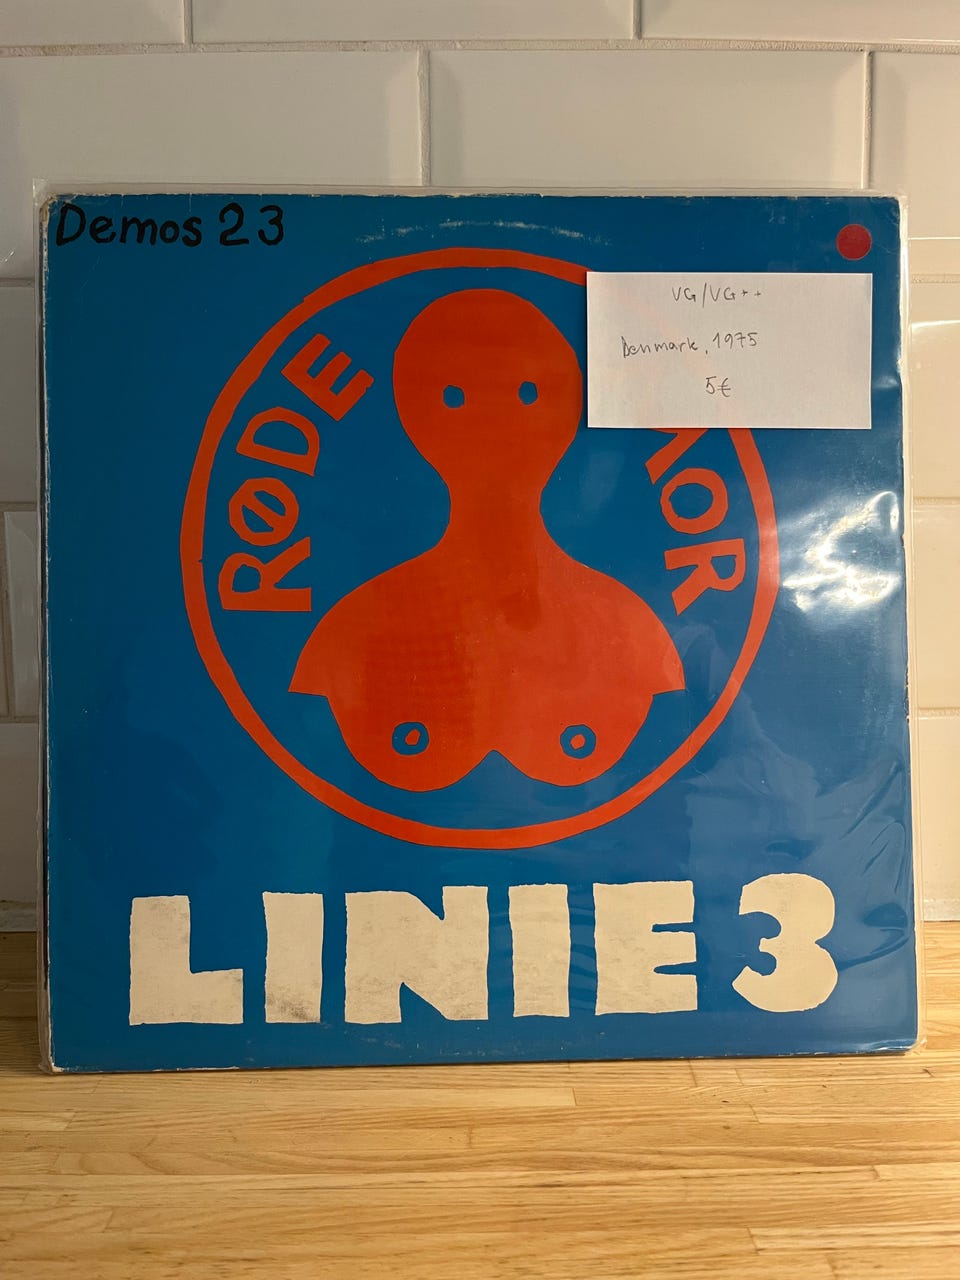 Demos 23
VG/VG++
Denmark, 1975
5€
RØDE
MOR
LINIE 3